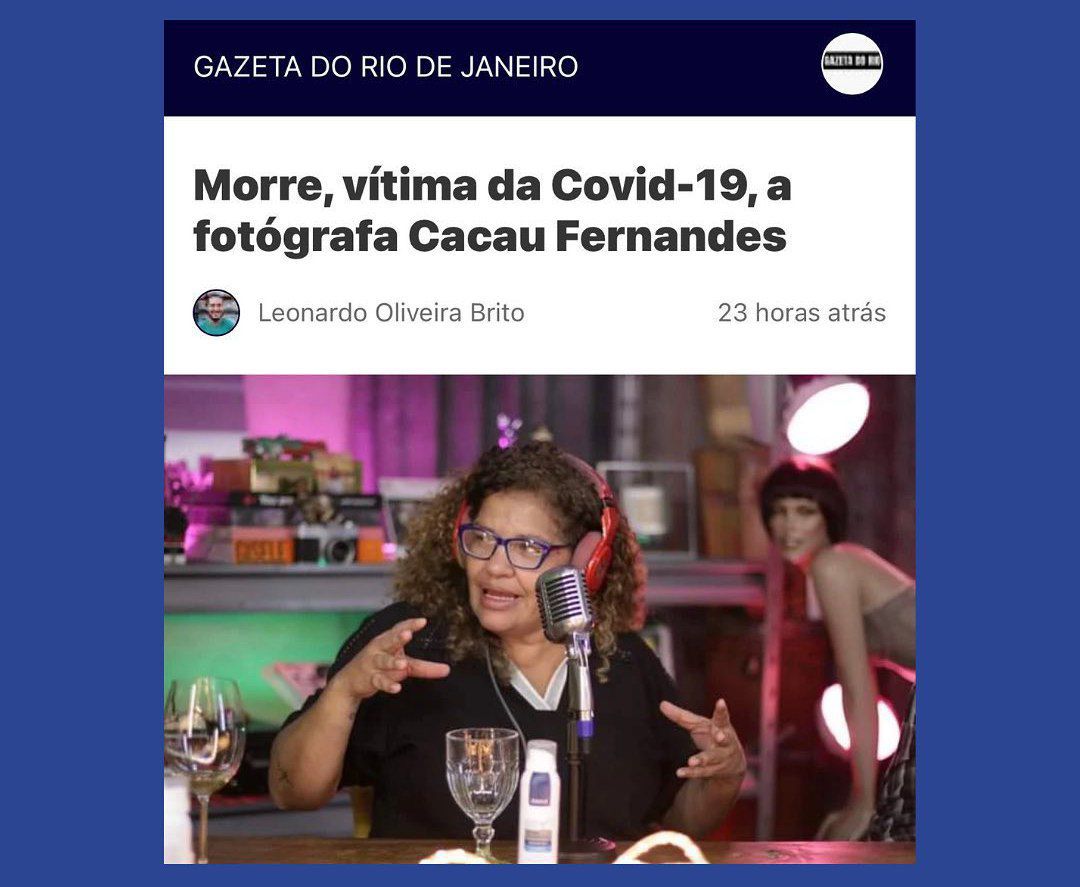 GAZETA DO RIO DE JANEIRO
GAZETA DO RIO
Morre, vítima da Covid-19, a
fotógrafa Cacau Fernandes
Leonardo Oliveira Brito
23 horas atrás